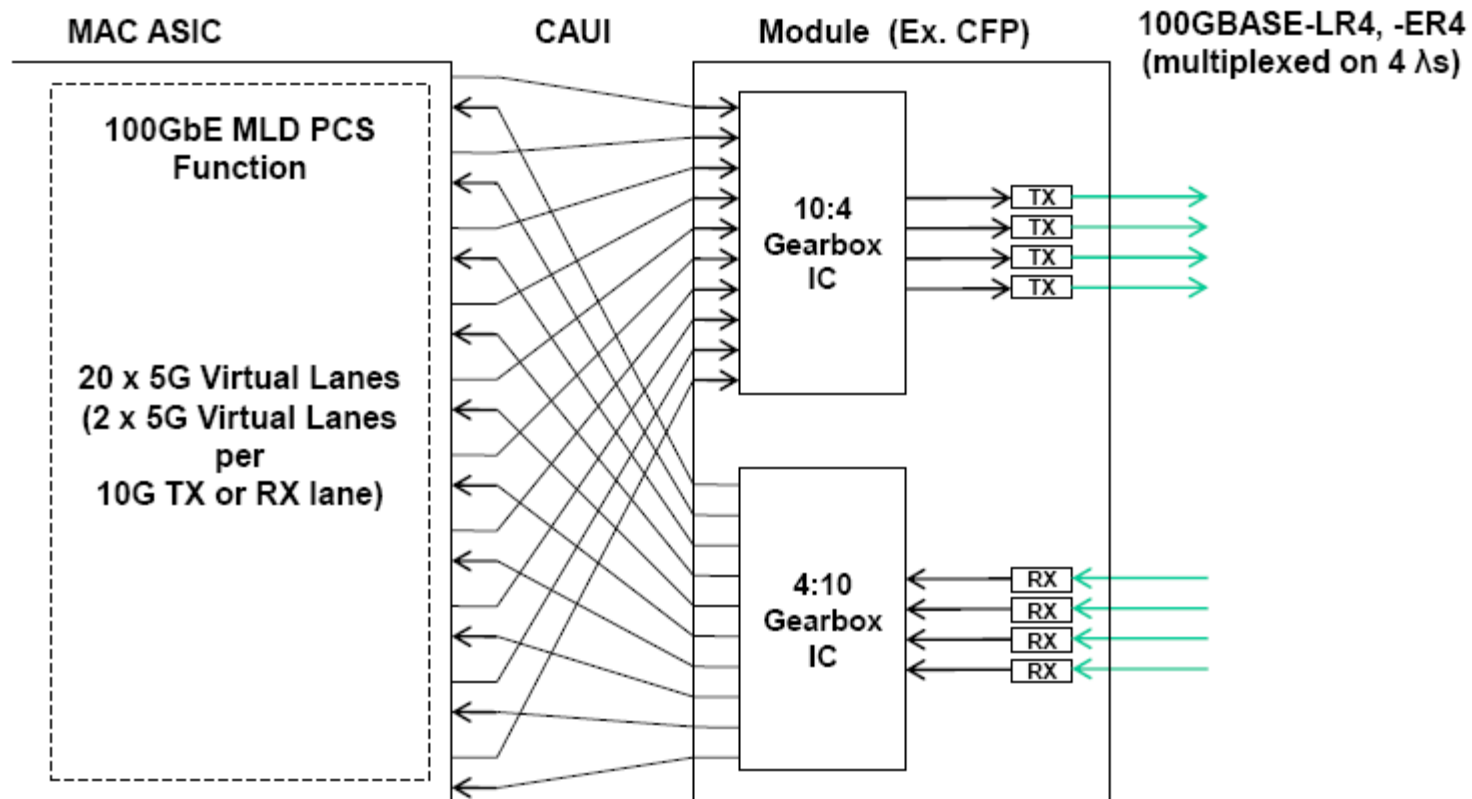 MAC ASIC
CAUI
Module (Ex. CFP)
100GBASE-LR4, -ER4
(multiplexed on 4 λs)
100GbE MLD PCS
Function
20 x 5G Virtual Lanes
(2 x 5G Virtual Lanes
per
10G TX or RX lane)
10:4
Gearbox
IC
TX
TX
TX
TX
4:10
Gearbox
IC
RX
RX
RX
RX